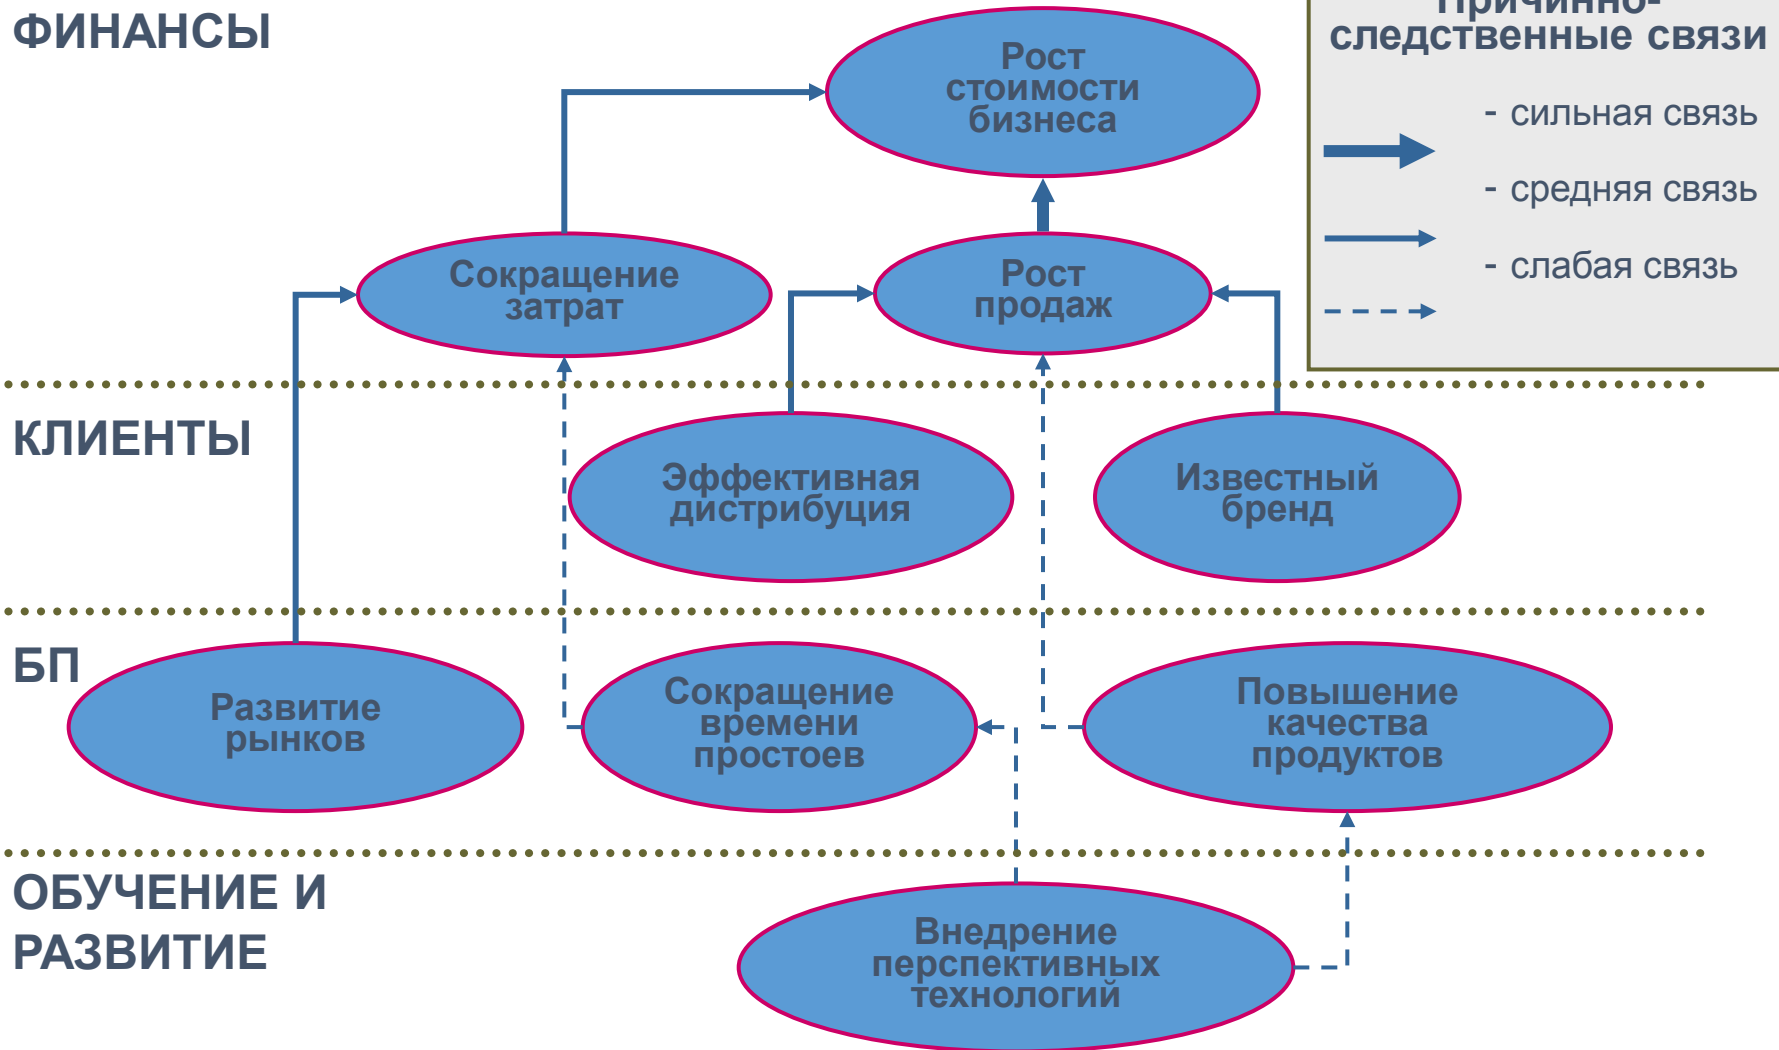 ФИНАНСЫ
Причинно-
следственные связи
- сильная связь
- средняя связь
- слабая связь
Рост
стоимости
бизнеса
Сокращение
затрат
Рост
продаж
КЛИЕНТЫ
Эффективная
дистрибуция
Известный
бренд
БП
Развитие
рынков
Сокращение
времени
простоев
Повышение
качества
продуктов
ОБУЧЕНИЕ И
РАЗВИТИЕ
Внедрение
перспективных
технологий